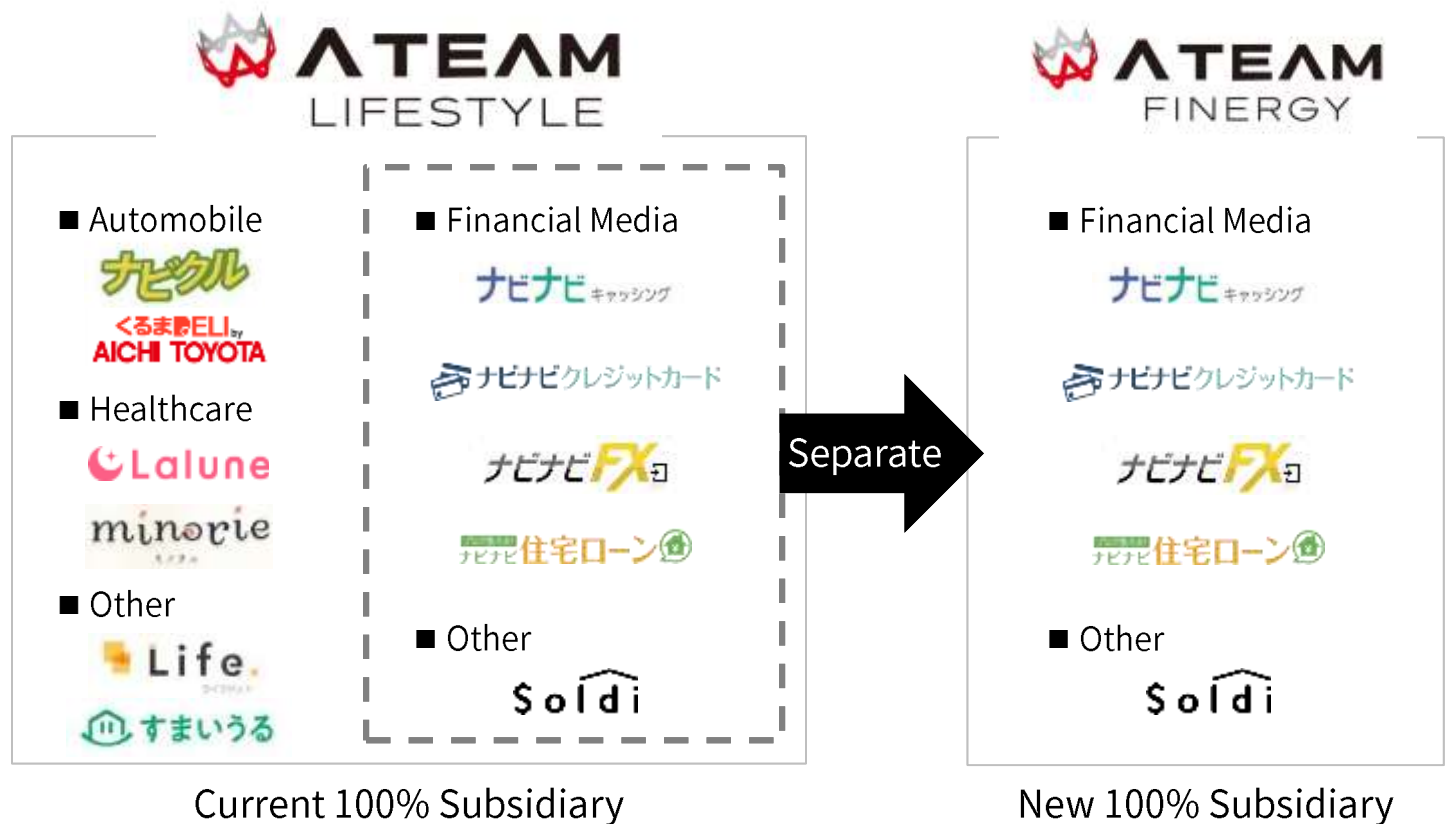 ATEAM
LIFESTYLE
■ Automobile
ナビクル
くるまDELI by
AICHI TOYOTA
■ Healthcare
Lalune
minorie
■ Other
Life.
すまいうる
■ Financial Media
ナビナビ キャッシング
ナビナビクレジットカード
ナビナビFX
ナビナビ住宅ローン
■ Other
Soldi
Current 100% Subsidiary
Separate
ATEAM
FINERGY
■ Financial Media
ナビナビ キャッシング
ナビナビクレジットカード
ナビナビFX
ナビナビ住宅ローン
■ Other
Soldi
New 100% Subsidiary